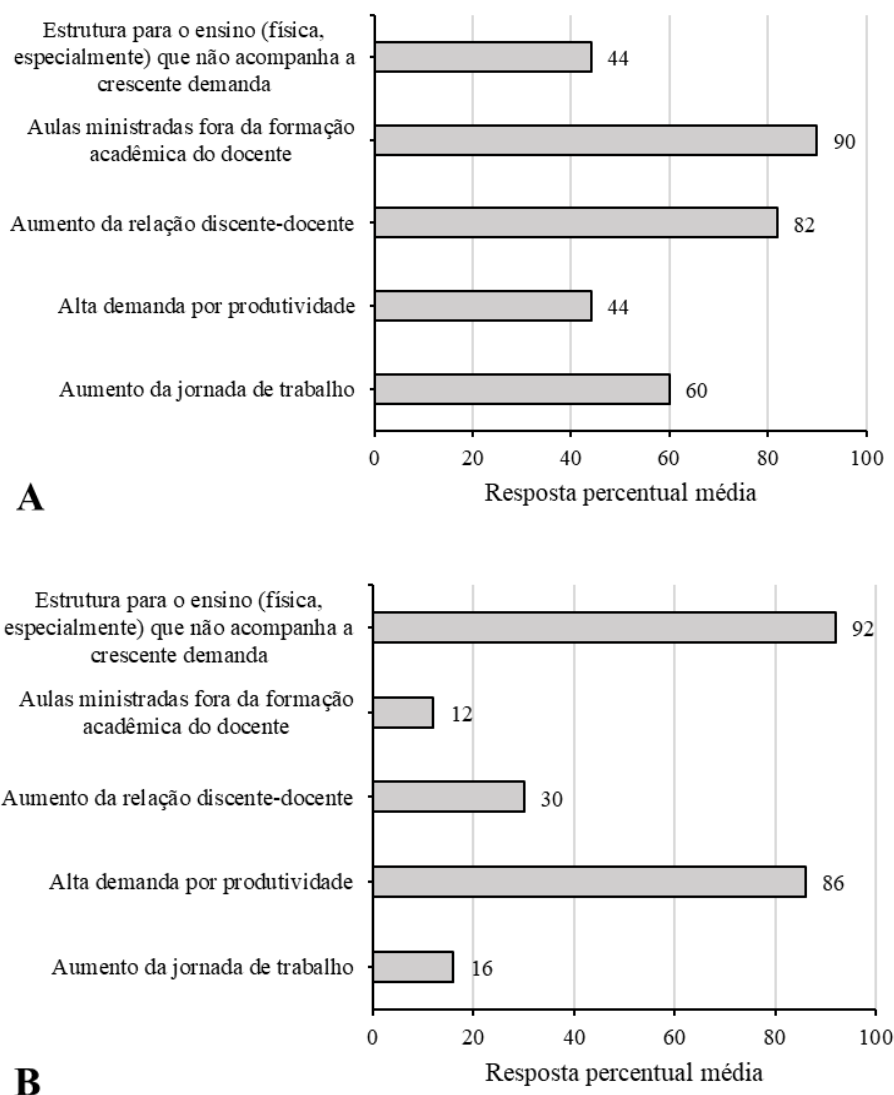 Estrutura para o ensino (física,
especialmente) que não acompanha a
crescente demanda
44
Aulas ministradas fora da formação
acadêmica do docente
90
Aumento da relação discente-docente
82
Alta demanda por produtividade
44
Aumento da jornada de trabalho
60
0 20 40 60 80 100
Resposta percentual média
A
Estrutura para o ensino (física,
especialmente) que não acompanha a
crescente demanda
92
Aulas ministradas fora da formação
acadêmica do docente
12
Aumento da relação discente-docente
30
Alta demanda por produtividade
86
Aumento da jornada de trabalho
16
0 20 40 60 80 100
Resposta percentual média
B